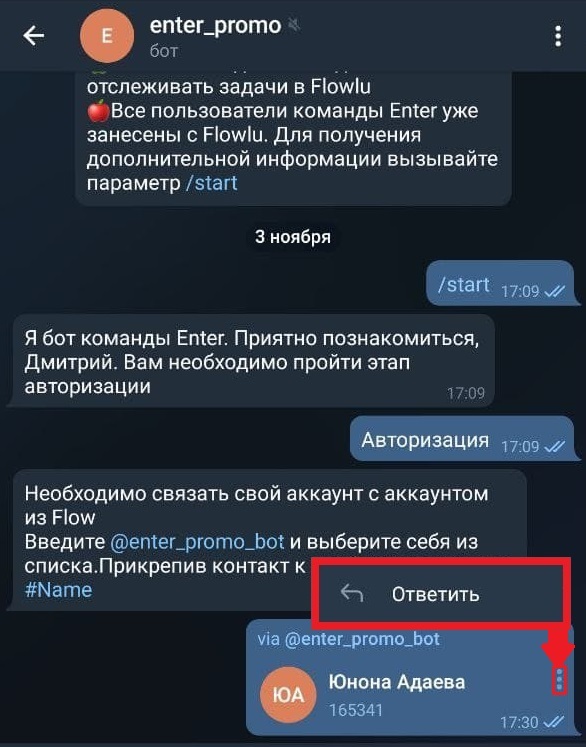 enter_promo
Е
бот
отслеживать задачи в Flowlu
🍎Все пользователи команды Enter уже
занесены с Flowlu. Для получения
дополнительной информации вызывайте
параметр /start
3 ноября
/start 17:09
Я бот команды Enter. Приятно познакомиться,
Дмитрий. Вам необходимо пройти этап
авторизации
17:09
Авторизация 17:09
Необходимо связать свой аккаунт с аккаунтом
из Flow
Введите @enter_promo_bot и выберите себя из
списка.Прикрепив контакт к
#Name
Ответить
via @enter_promo_bot
ЮА
Юнона Адаева
165341
17:30